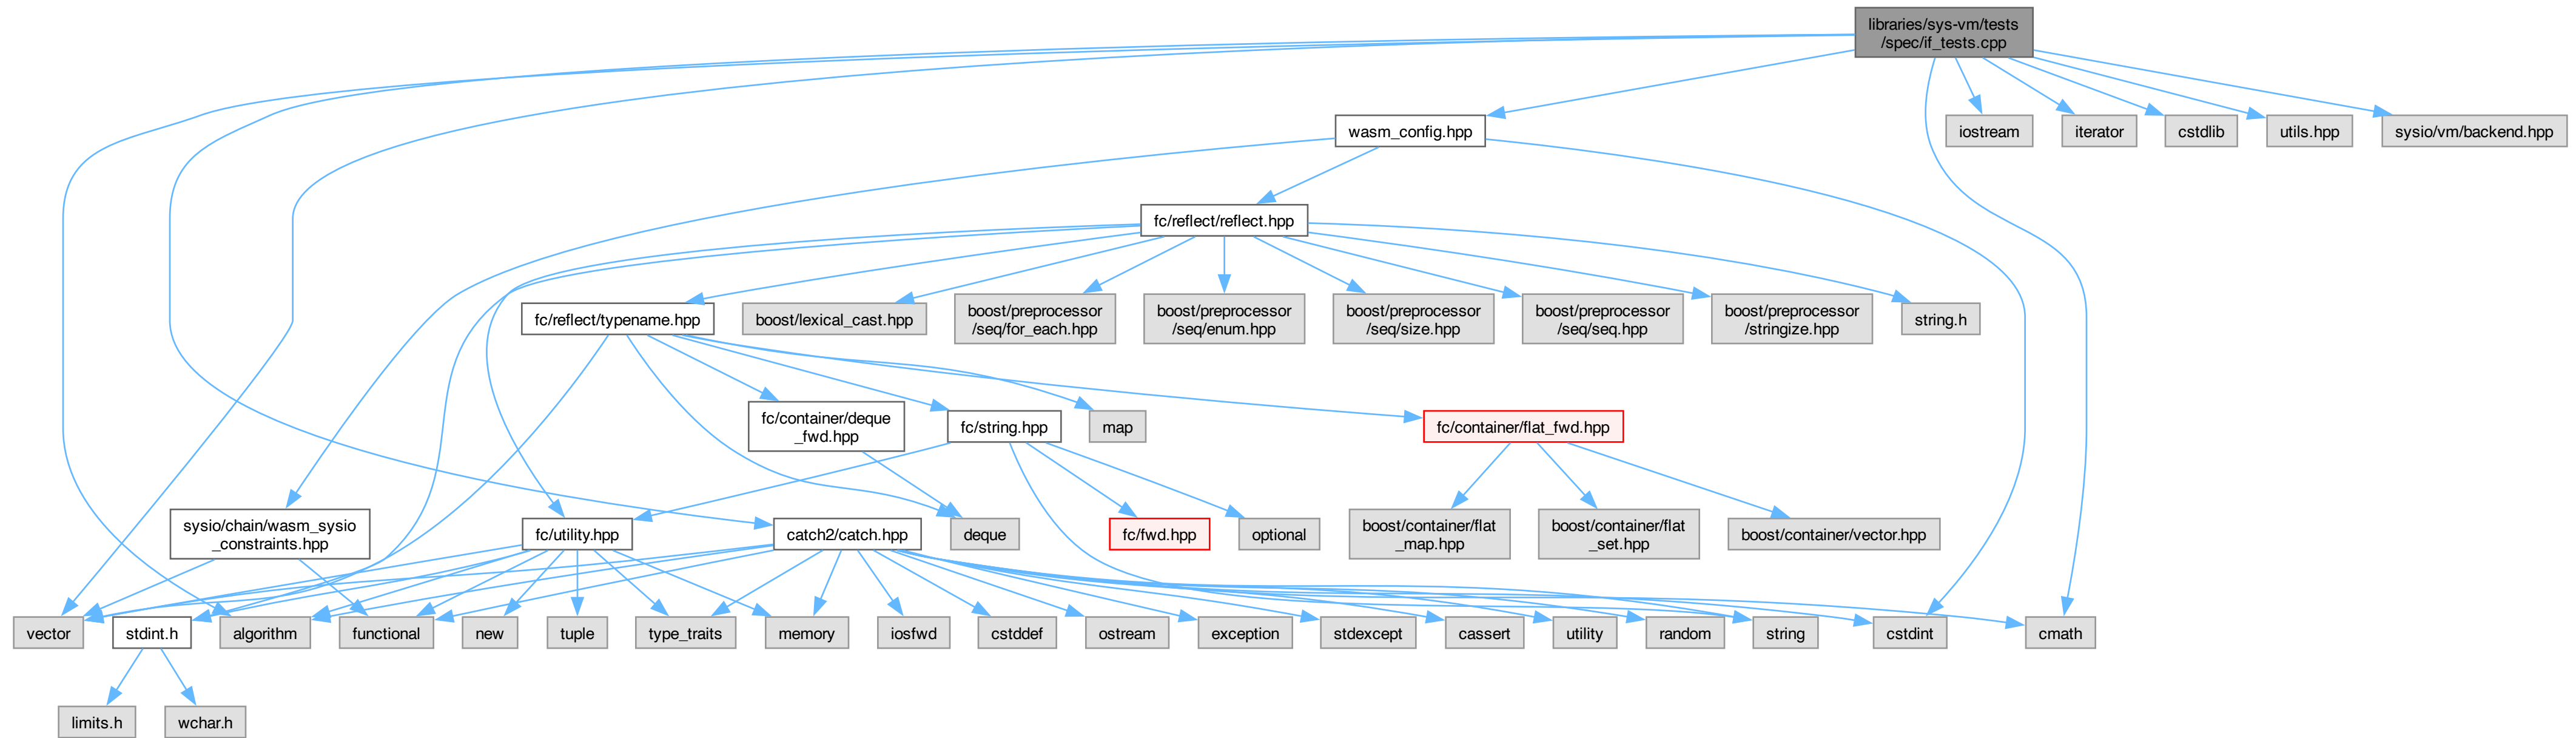 libraries/sys-vm/tests
/spec/if_tests.cpp
wasm_config.hpp
iostream
iterator
cstdlib
utils.hpp
sysio/vm/backend.hpp
fc/reflect/reflect.hpp
fc/reflect/typename.hpp
boost/lexical_cast.hpp
boost/preprocessor
/seq/for_each.hpp
boost/preprocessor
/seq/enum.hpp
boost/preprocessor
/seq/size.hpp
boost/preprocessor
/seq/seq.hpp
boost/preprocessor
/stringize.hpp
string.h
fc/container/deque
_fwd.hpp
fc/string.hpp
map
fc/container/flat_fwd.hpp
sysio/chain/wasm_sysio
_constraints.hpp
fc/utility.hpp
catch2/catch.hpp
deque
fc/fwd.hpp
optional
boost/container/flat
_map.hpp
boost/container/flat
_set.hpp
boost/container/vector.hpp
vector
stdint.h
algorithm
functional
new
tuple
type_traits
memory
iosfwd
cstddef
ostream
exception
stdexcept
cassert
utility
random
string
cstdint
cmath
limits.h
wchar.h